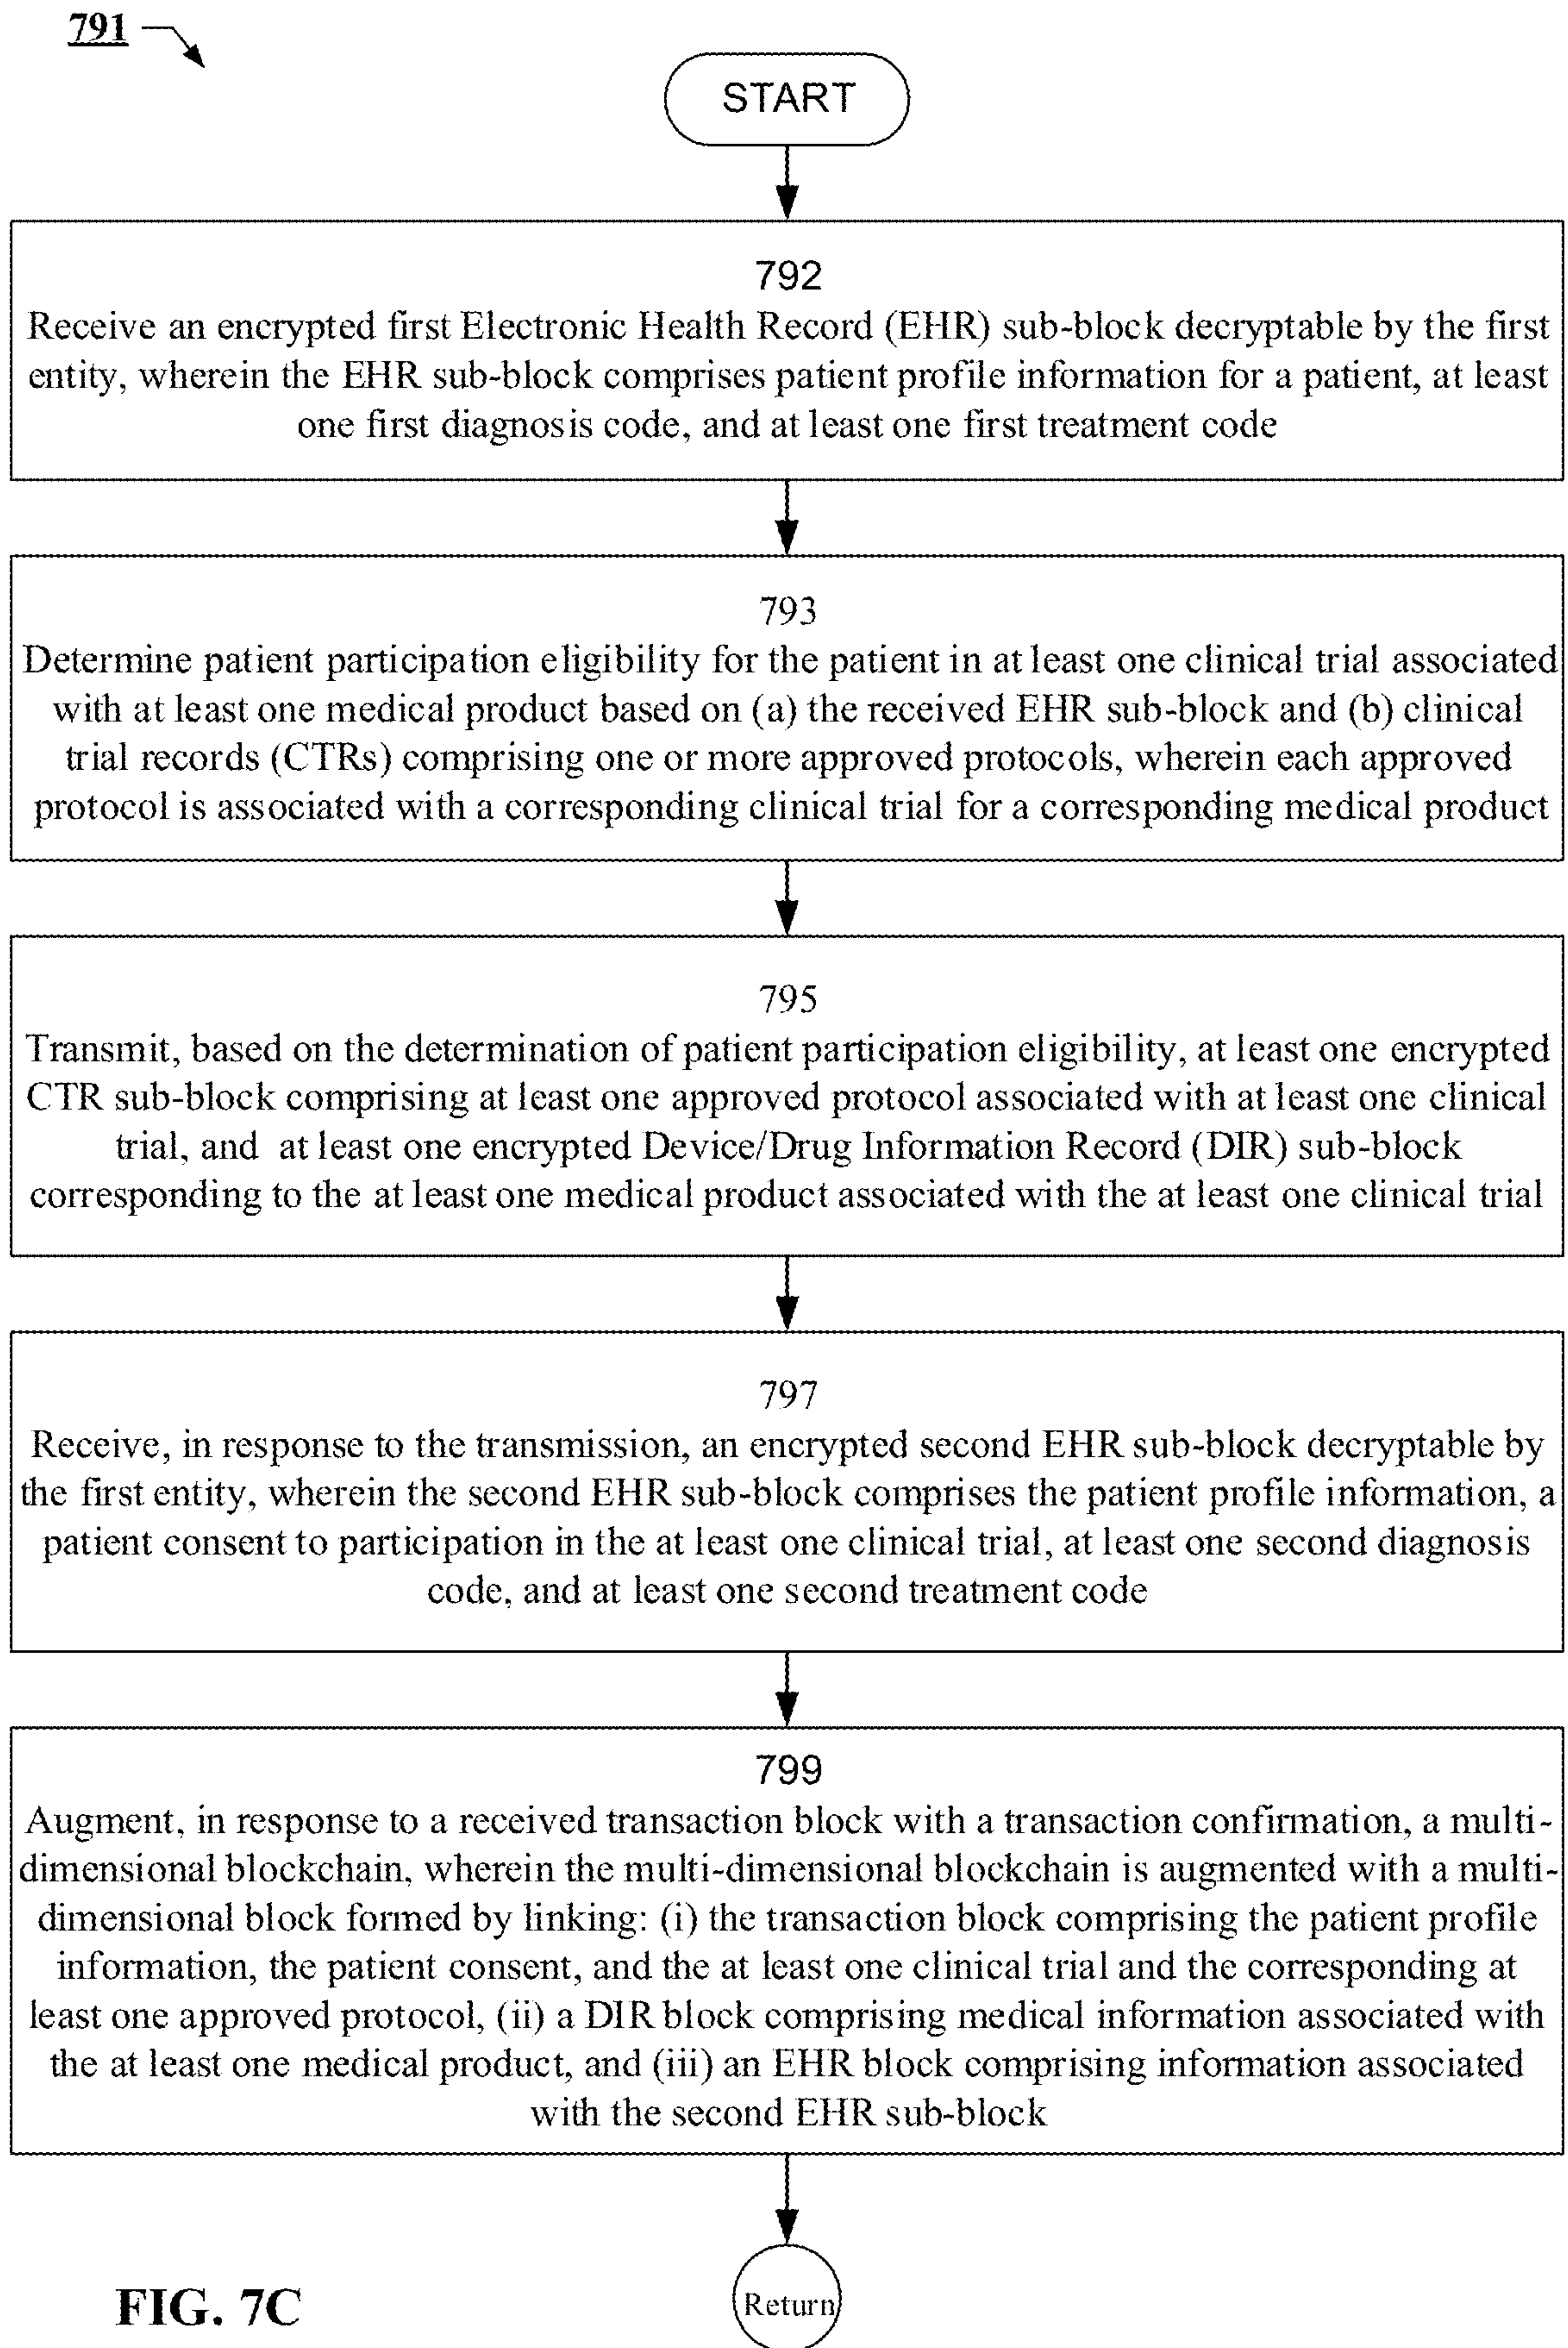 791
START
792
Receive an encrypted first Electronic Health Record (EHR) sub-block decryptable by the first
entity, wherein the EHR sub-block comprises patient profile information for a patient, at least
one first diagnosis code, and at least one first treatment code
793
Determine patient participation eligibility for the patient in at least one clinical trial associated
with at least one medical product based on (a) the received EHR sub-block and (b) clinical
trial records (CTRs) comprising one or more approved protocols, wherein each approved
protocol is associated with a corresponding clinical trial for a corresponding medical product
795
Transmit, based on the determination of patient participation eligibility, at least one encrypted
CTR sub-block comprising at least one approved protocol associated with at least one clinical
trial, and at least one encrypted Device/Drug Information Record (DIR) sub-block
corresponding to the at least one medical product associated with the at least one clinical trial
797
Receive, in response to the transmission, an encrypted second EHR sub-block decryptable by
the first entity, wherein the second EHR sub-block comprises the patient profile information, a
patient consent to participation in the at least one clinical trial, at least one second diagnosis
code, and at least one second treatment code
799
Augment, in response to a received transaction block with a transaction confirmation, a multi-
dimensional blockchain, wherein the multi-dimensional blockchain is augmented with a multi-
dimensional block formed by linking: (i) the transaction block comprising the patient profile
information, the patient consent, and the at least one clinical trial and the corresponding at
least one approved protocol, (ii) a DIR block comprising medical information associated with
the at least one medical product, and (iii) an EHR block comprising information associated
with the second EHR sub-block
Return
FIG. 7C